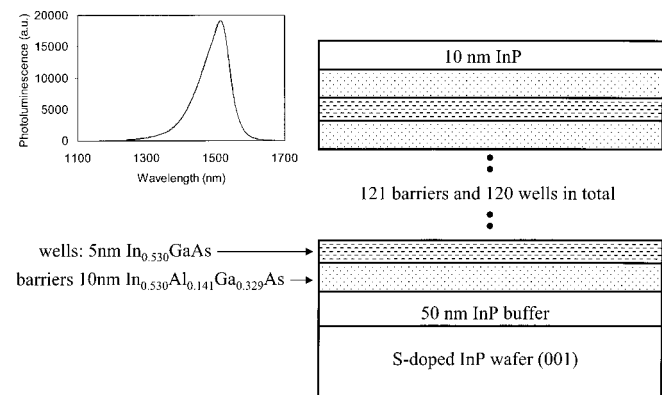 20000
15000
10000
5000
0
Photoluminescence (a.u.)
1100 1300 1500 1700
Wavelength (nm)
10 nm InP
121 barriers and 120 wells in total
wells: 5nm In0.530GaAs
barriers 10nm In0.530Al0.141Ga0.329As
50 nm InP buffer
S-doped InP wafer (001)